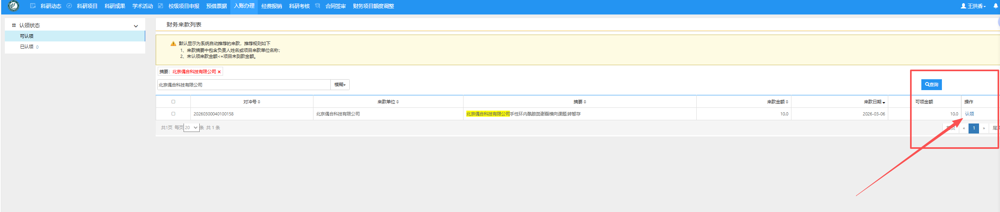 科研动态 科研项目 科研成果 学术活动 校级项目申报 预借票据 入账办理 经费报销 科研考核 合同签审 财务项目额度调整 王洪香
认领状态
可认领
已认领 0
财务来款列表
默认显示为系统自动推荐的来款，推荐规则如下
1、来款摘要中包含负责人姓名或项目来款单位名称；
2、未认领来款金额<=项目未到款金额。
摘要：北京偶合科技有限公司 ×
北京偶合科技有限公司 模糊 查询
对冲号 来款单位 摘要 来款金额 来款日期 可领金额 操作
20260300040100158 北京偶合科技有限公司 北京偶合科技有限公司手性环内酰胺类谢磊横向课题.转暂存 10.0 2026-03-06 10.0 认领
共1页 每页 20 条 共 1 条 « 1 »